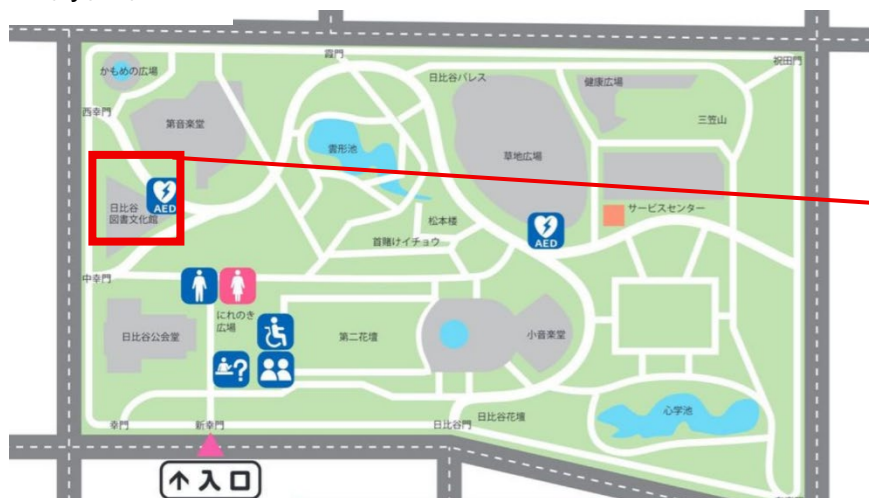 霞門
祝田門
かもめの広場
日比谷パレス
健康広場
西幸門
第音楽堂
三笠山
雲形池
草地広場
AED
日比谷
図書文化館
サービスセンター
松本楼
首賭けイチョウ
AED
中幸門
にれのき
広場
日比谷公会堂
第二花壇
小音楽堂
?
心学池
日比谷花壇
幸門
新幸門
日比谷門
入口